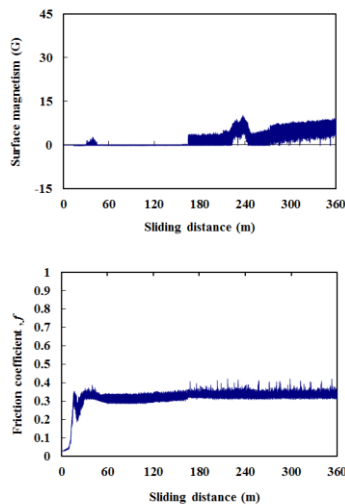 45
30
15
0
-15
Surface magnetism (G)
0 60 120 180 240 300 360
Sliding distance (m)
1
0.9
0.8
0.7
0.6
0.5
0.4
0.3
0.2
0.1
0
Friction coefficient ,f
0 60 120 180 240 300 360
Sliding distance (m)